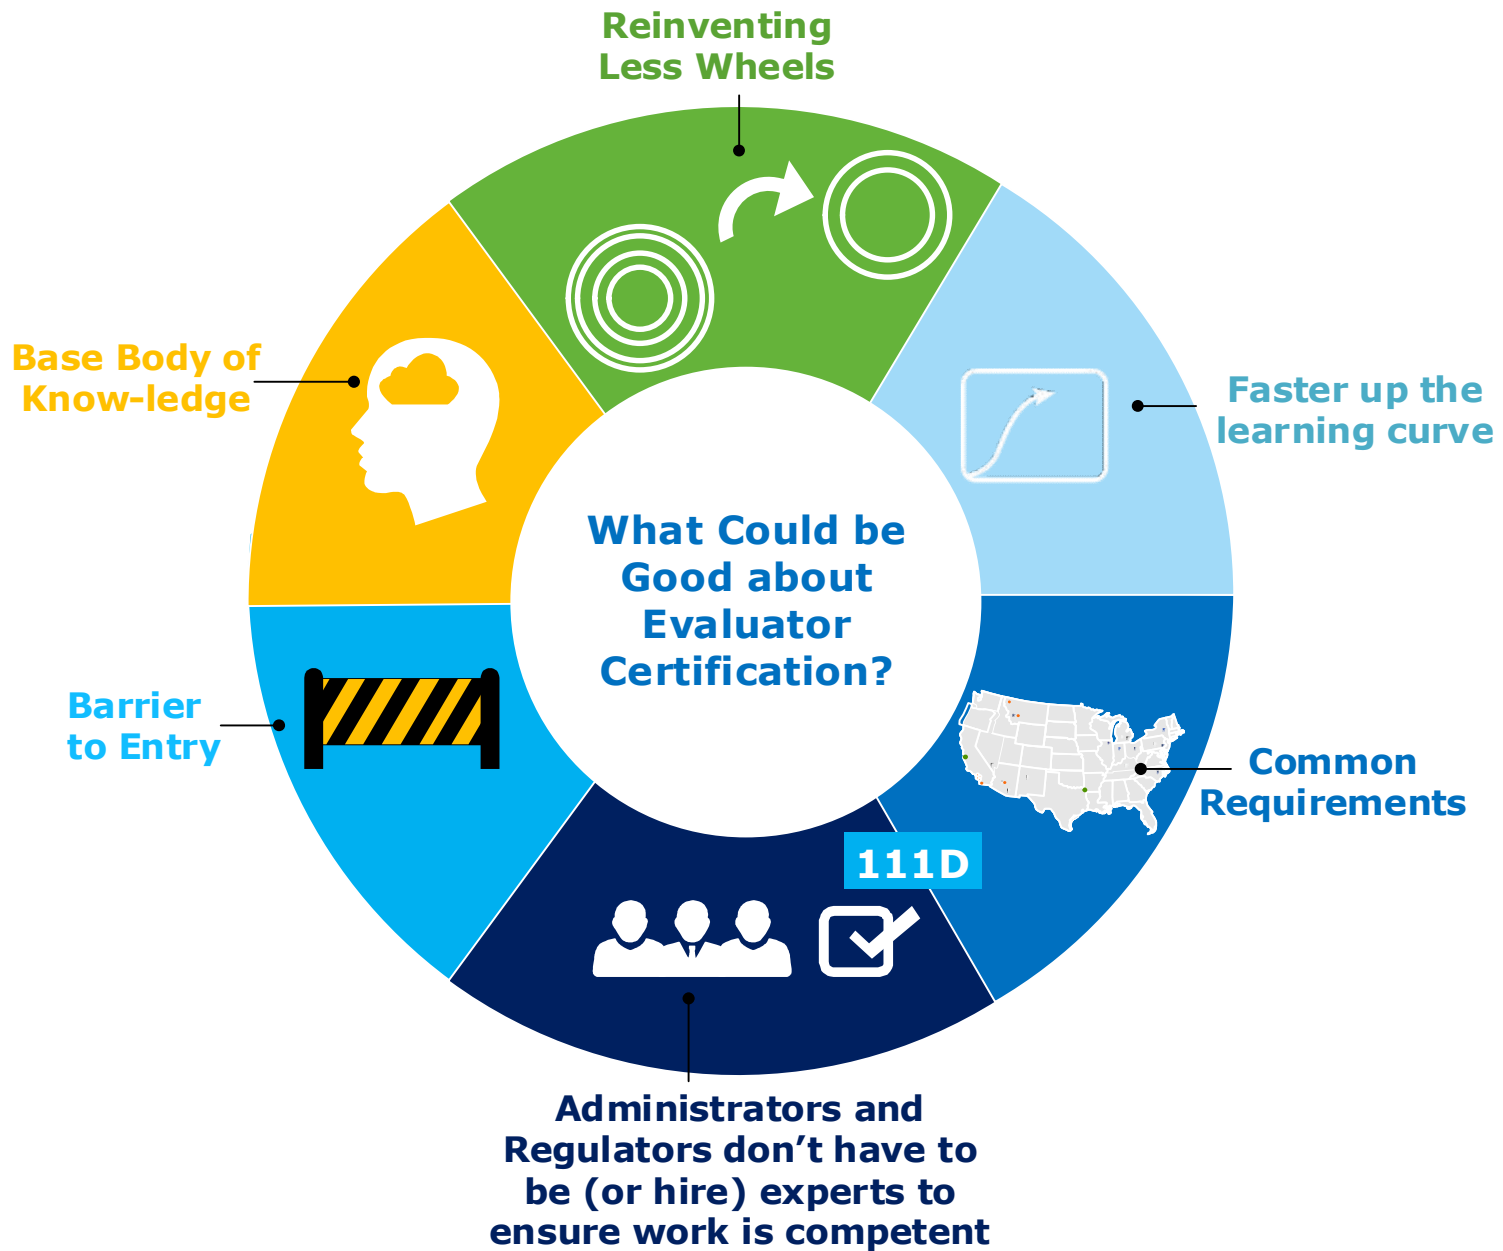 Reinventing
Less Wheels
Base Body of
Know-ledge
Faster up the
learning curve
What Could be
Good about
Evaluator
Certification?
Barrier
to Entry
Common
Requirements
111D
Administrators and
Regulators don’t have to
be (or hire) experts to
ensure work is competent